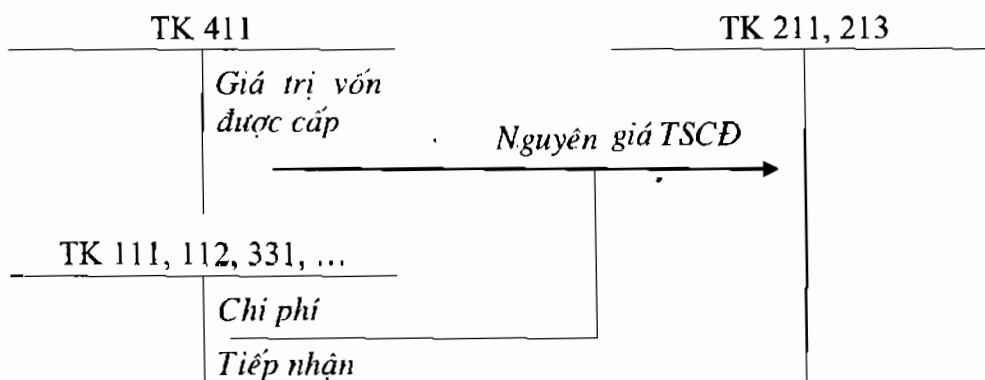 TK 411
TK 211, 213
Giá trị vốn
được cấp
Nguyên giá TSCĐ
TK 111, 112, 331, ...
Chi phí
Tiếp nhận